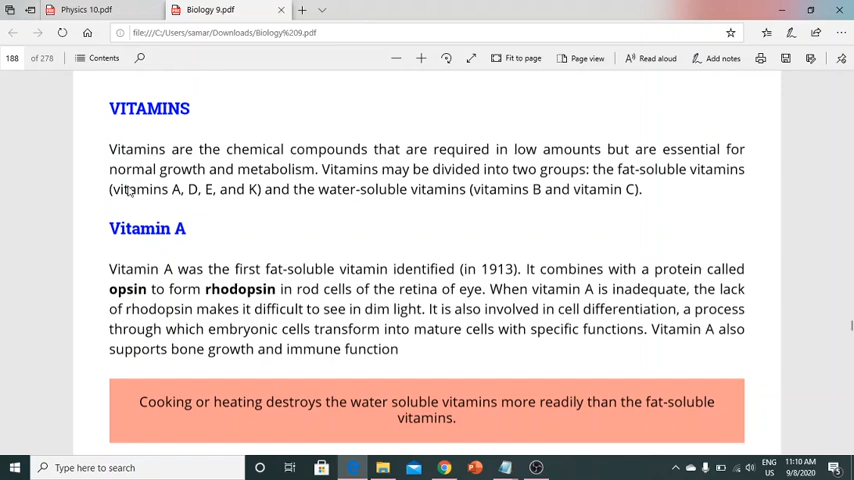 Physics 10.pdf
Biology 9.pdf
file:///C:/Users/samar/Downloads/Biology%209.pdf
188 of 278
Contents
Fit to page
Page view
Read aloud
Add notes
VITAMINS
Vitamins are the chemical compounds that are required in low amounts but are essential for
normal growth and metabolism. Vitamins may be divided into two groups: the fat-soluble vitamins
(vitamins A, D, E, and K) and the water-soluble vitamins (vitamins B and vitamin C).
Vitamin A
Vitamin A was the first fat-soluble vitamin identified (in 1913). It combines with a protein called
opsin to form rhodopsin in rod cells of the retina of eye. When vitamin A is inadequate, the lack
of rhodopsin makes it difficult to see in dim light. It is also involved in cell differentiation, a process
through which embryonic cells transform into mature cells with specific functions. Vitamin A also
supports bone growth and immune function
Cooking or heating destroys the water soluble vitamins more readily than the fat-soluble
vitamins.
Type here to search
ENG
US
11:10 AM
9/8/2020